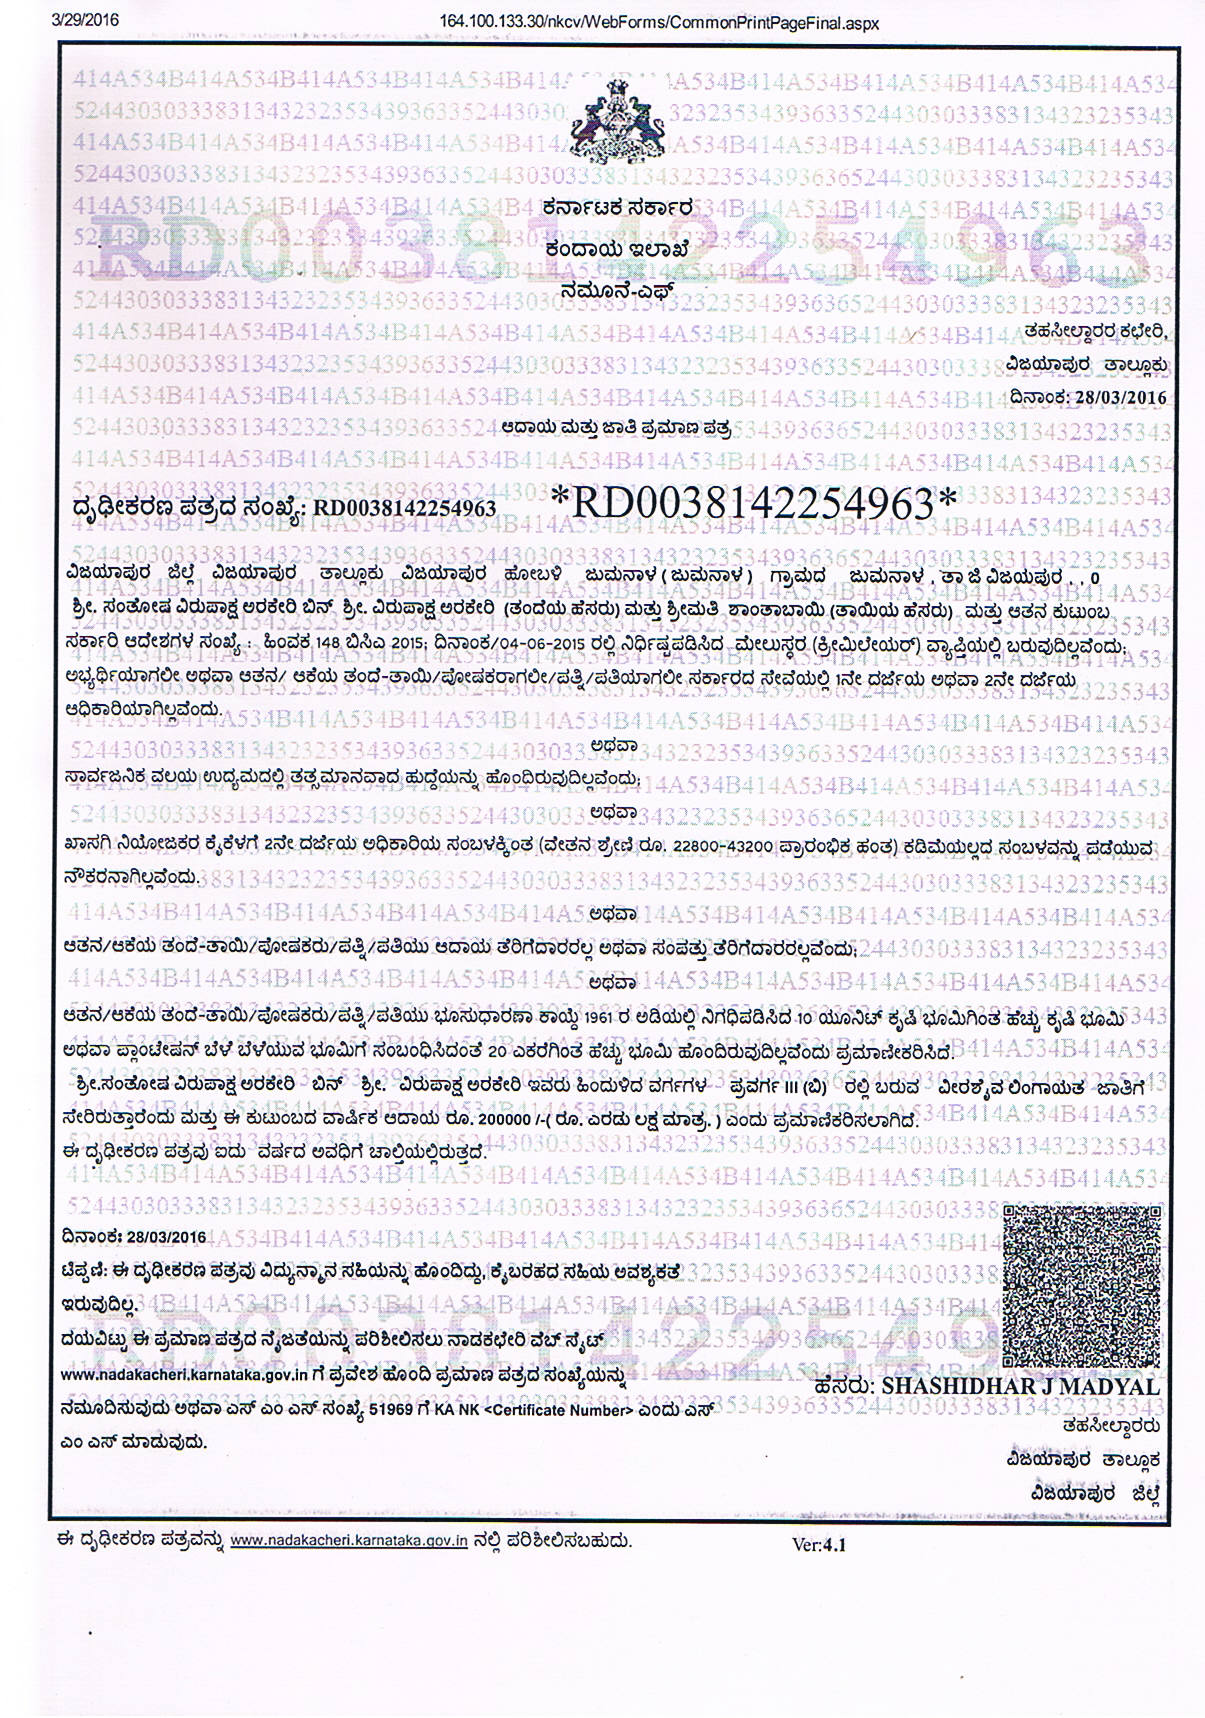 3/29/2016 164.100.133.30/nkcv/WebForms/CommonPrintPageFinal.aspx
ಕರ್ನಾಟಕ ಸರ್ಕಾರ
ಕಂದಾಯ ಇಲಾಖೆ
ನಮೂನೆ-ಎಫ್
ತಹಸೀಲ್ದಾರರ ಕಛೇರಿ,
ವಿಜಯಾಪುರ ತಾಲ್ಲೂಕು
ದಿನಾಂಕ: 28/03/2016
ಆದಾಯ ಮತ್ತು ಜಾತಿ ಪ್ರಮಾಣ ಪತ್ರ
ದೃಢೀಕರಣ ಪತ್ರದ ಸಂಖ್ಯೆ: RD0038142254963 *RD0038142254963*
ವಿಜಯಾಪುರ ಜಿಲ್ಲೆ ವಿಜಯಾಪುರ ತಾಲ್ಲೂಕು ವಿಜಯಾಪುರ ಹೋಬಳಿ ಜುಮನಾಳ ( ಜುಮನಾಳ ) ಗ್ರಾಮದ ಜುಮನಾಳ . ತಾ ಜಿ ವಿಜಯಪುರ . . 0
ಶ್ರೀ. ಸಂತೋಷ ವಿರುಪಾಕ್ಷ ಅರಕೇರಿ ಬಿನ್ ಶ್ರೀ. ವಿರುಪಾಕ್ಷ ಅರಕೇರಿ (ತಂದೆಯ ಹೆಸರು) ಮತ್ತು ಶ್ರೀಮತಿ ಶಾಂತಾಬಾಯಿ (ತಾಯಿಯ ಹೆಸರು) ಮತ್ತು ಆತನ ಕುಟುಂಬ
ಸರ್ಕಾರಿ ಆದೇಶಗಳ ಸಂಖ್ಯೆ : ಹಿಂವಕ 148 ಬಿಸಿಎ 2015; ದಿನಾಂಕ/04-06-2015 ರಲ್ಲಿ ನಿರ್ಧಿಷ್ಟಪಡಿಸಿದ ಮೇಲುಸ್ಥರ (ಕ್ರೀಮಿಲೇಯರ್) ವ್ಯಾಪ್ತಿಯಲ್ಲಿ ಬರುವುದಿಲ್ಲವೆಂದು;
ಅಭ್ಯರ್ಥಿಯಾಗಲೀ ಅಥವಾ ಆತನ/ ಆಕೆಯ ತಂದೆ-ತಾಯಿ/ಪೋಷಕರಾಗಲೀ/ಪತ್ನಿ/ಪತಿಯಾಗಲೀ ಸರ್ಕಾರದ ಸೇವೆಯಲ್ಲಿ 1ನೇ ದರ್ಜೆಯ ಅಥವಾ 2ನೇ ದರ್ಜೆಯ
ಅಧಿಕಾರಿಯಾಗಿಲ್ಲವೆಂದು.
ಅಥವಾ
ಸಾರ್ವಜನಿಕ ವಲಯ ಉದ್ಯಮದಲ್ಲಿ ತತ್ಸಮಾನವಾದ ಹುದ್ದೆಯನ್ನು ಹೊಂದಿರುವುದಿಲ್ಲವೆಂದು;
ಅಥವಾ
ಖಾಸಗಿ ನಿಯೋಜಕರ ಕೈಕೆಳಗೆ 2ನೇ ದರ್ಜೆಯ ಅಧಿಕಾರಿಯ ಸಂಬಳಕ್ಕಿಂತ (ವೇತನ ಶ್ರೇಣಿ ರೂ. 22800-43200 ಪ್ರಾರಂಭಿಕ ಹಂತ) ಕಡಿಮೆಯಲ್ಲದ ಸಂಬಳವನ್ನು ಪಡೆಯುವ
ನೌಕರನಾಗಿಲ್ಲವೆಂದು.
ಅಥವಾ
ಆತನ/ಆಕೆಯ ತಂದೆ-ತಾಯಿ/ಪೋಷಕರು/ಪತ್ನಿ/ಪತಿಯು ಆದಾಯ ತೆರಿಗೆದಾರರಲ್ಲ ಅಥವಾ ಸಂಪತ್ತು ತೆರಿಗೆದಾರರಲ್ಲವೆಂದು;
ಅಥವಾ
ಆತನ/ಆಕೆಯ ತಂದೆ-ತಾಯಿ/ಪೋಷಕರು/ಪತ್ನಿ/ಪತಿಯು ಭೂಸುಧಾರಣಾ ಕಾಯ್ದೆ 1961 ರ ಅಡಿಯಲ್ಲಿ ನಿಗಧಿಪಡಿಸಿದ 10 ಯೂನಿಟ್ ಕೃಷಿ ಭೂಮಿಗಿಂತ ಹೆಚ್ಚು ಕೃಷಿ ಭೂಮಿ
ಅಥವಾ ಪ್ಲಾಂಟೇಷನ್ ಬೆಳೆ ಬೆಳೆಯುವ ಭೂಮಿಗೆ ಸಂಬಂಧಿಸಿದಂತೆ 20 ಎಕರೆಗಿಂತ ಹೆಚ್ಚು ಭೂಮಿ ಹೊಂದಿರುವುದಿಲ್ಲವೆಂದು ಪ್ರಮಾಣೀಕರಿಸಿದೆ.
ಶ್ರೀ.ಸಂತೋಷ ವಿರುಪಾಕ್ಷ ಅರಕೇರಿ ಬಿನ್ ಶ್ರೀ. ವಿರುಪಾಕ್ಷ ಅರಕೇರಿ ಇವರು ಹಿಂದುಳಿದ ವರ್ಗಗಳ ಪ್ರವರ್ಗ III (ಬಿ) ರಲ್ಲಿ ಬರುವ ವೀರಶೈವ ಲಿಂಗಾಯತ ಜಾತಿಗೆ
ಸೇರಿರುತ್ತಾರೆಂದು ಮತ್ತು ಈ ಕುಟುಂಬದ ವಾರ್ಷಿಕ ಆದಾಯ ರೂ. 200000 /-( ರೂ. ಎರಡು ಲಕ್ಷ ಮಾತ್ರ. ) ಎಂದು ಪ್ರಮಾಣಿಕರಿಸಲಾಗಿದೆ.
ಈ ದೃಢೀಕರಣ ಪತ್ರವು ಐದು ವರ್ಷದ ಅವಧಿಗೆ ಚಾಲ್ತಿಯಲ್ಲಿರುತ್ತದೆ.
ದಿನಾಂಕ: 28/03/2016
ಟಿಪ್ಪಣಿ: ಈ ದೃಢೀಕರಣ ಪತ್ರವು ವಿದ್ಯುನ್ಮಾನ ಸಹಿಯನ್ನು ಹೊಂದಿದ್ದು, ಕೈಬರಹದ ಸಹಿಯ ಅವಶ್ಯಕತೆ
ಇರುವುದಿಲ್ಲ.
ದಯವಿಟ್ಟು ಈ ಪ್ರಮಾಣ ಪತ್ರದ ನೈಜತೆಯನ್ನು ಪರಿಶೀಲಿಸಲು ನಾಡಕಛೇರಿ ವೆಬ್ ಸೈಟ್
www.nadakacheri.karnataka.gov.in ಗೆ ಪ್ರವೇಶ ಹೊಂದಿ ಪ್ರಮಾಣ ಪತ್ರದ ಸಂಖ್ಯೆಯನ್ನು
ನಮೂದಿಸುವುದು ಅಥವಾ ಎಸ್ ಎಂ ಎಸ್ ಸಂಖ್ಯೆ 51969 ಗೆ KA NK <Certificate Number> ಎಂದು ಎಸ್
ಎಂ ಎಸ್ ಮಾಡುವುದು.
ಹೆಸರು: SHASHIDHAR J MADYAL
ತಹಸೀಲ್ದಾರರು
ವಿಜಯಾಪುರ ತಾಲ್ಲೂಕ
ವಿಜಯಾಪುರ ಜಿಲ್ಲೆ
ಈ ದೃಢೀಕರಣ ಪತ್ರವನ್ನು www.nadakacheri.karnataka.gov.in ನಲ್ಲಿ ಪರಿಶೀಲಿಸಬಹುದು. Ver:4.1